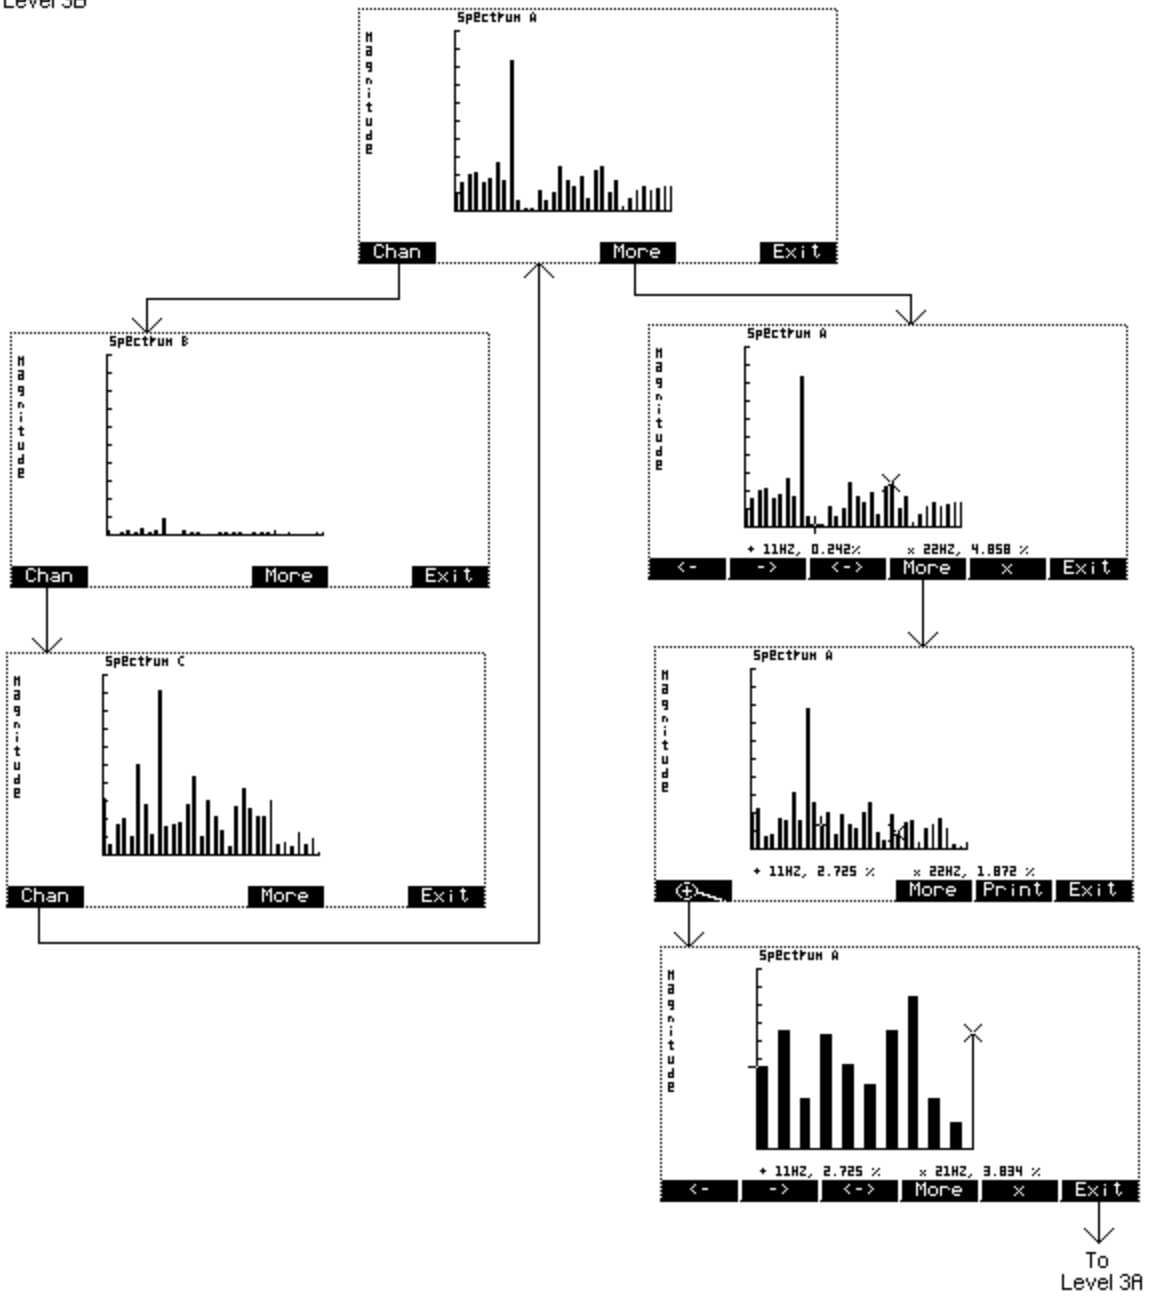 Level 3B
Spectrum A
Magnitude
Chan More Exit
Spectrum B
Magnitude
Chan More Exit
Spectrum A
Magnitude
+ 11HZ, 0.242% x 22HZ, 4.858 %
<- -> <-> More x Exit
Spectrum C
Magnitude
Chan More Exit
Spectrum A
Magnitude
+ 11HZ, 2.725 % x 22HZ, 1.872 %
More Print Exit
Spectrum A
Magnitude
+ 11HZ, 2.725 % x 21HZ, 3.834 %
<- -> <-> More x Exit
To
Level 3A